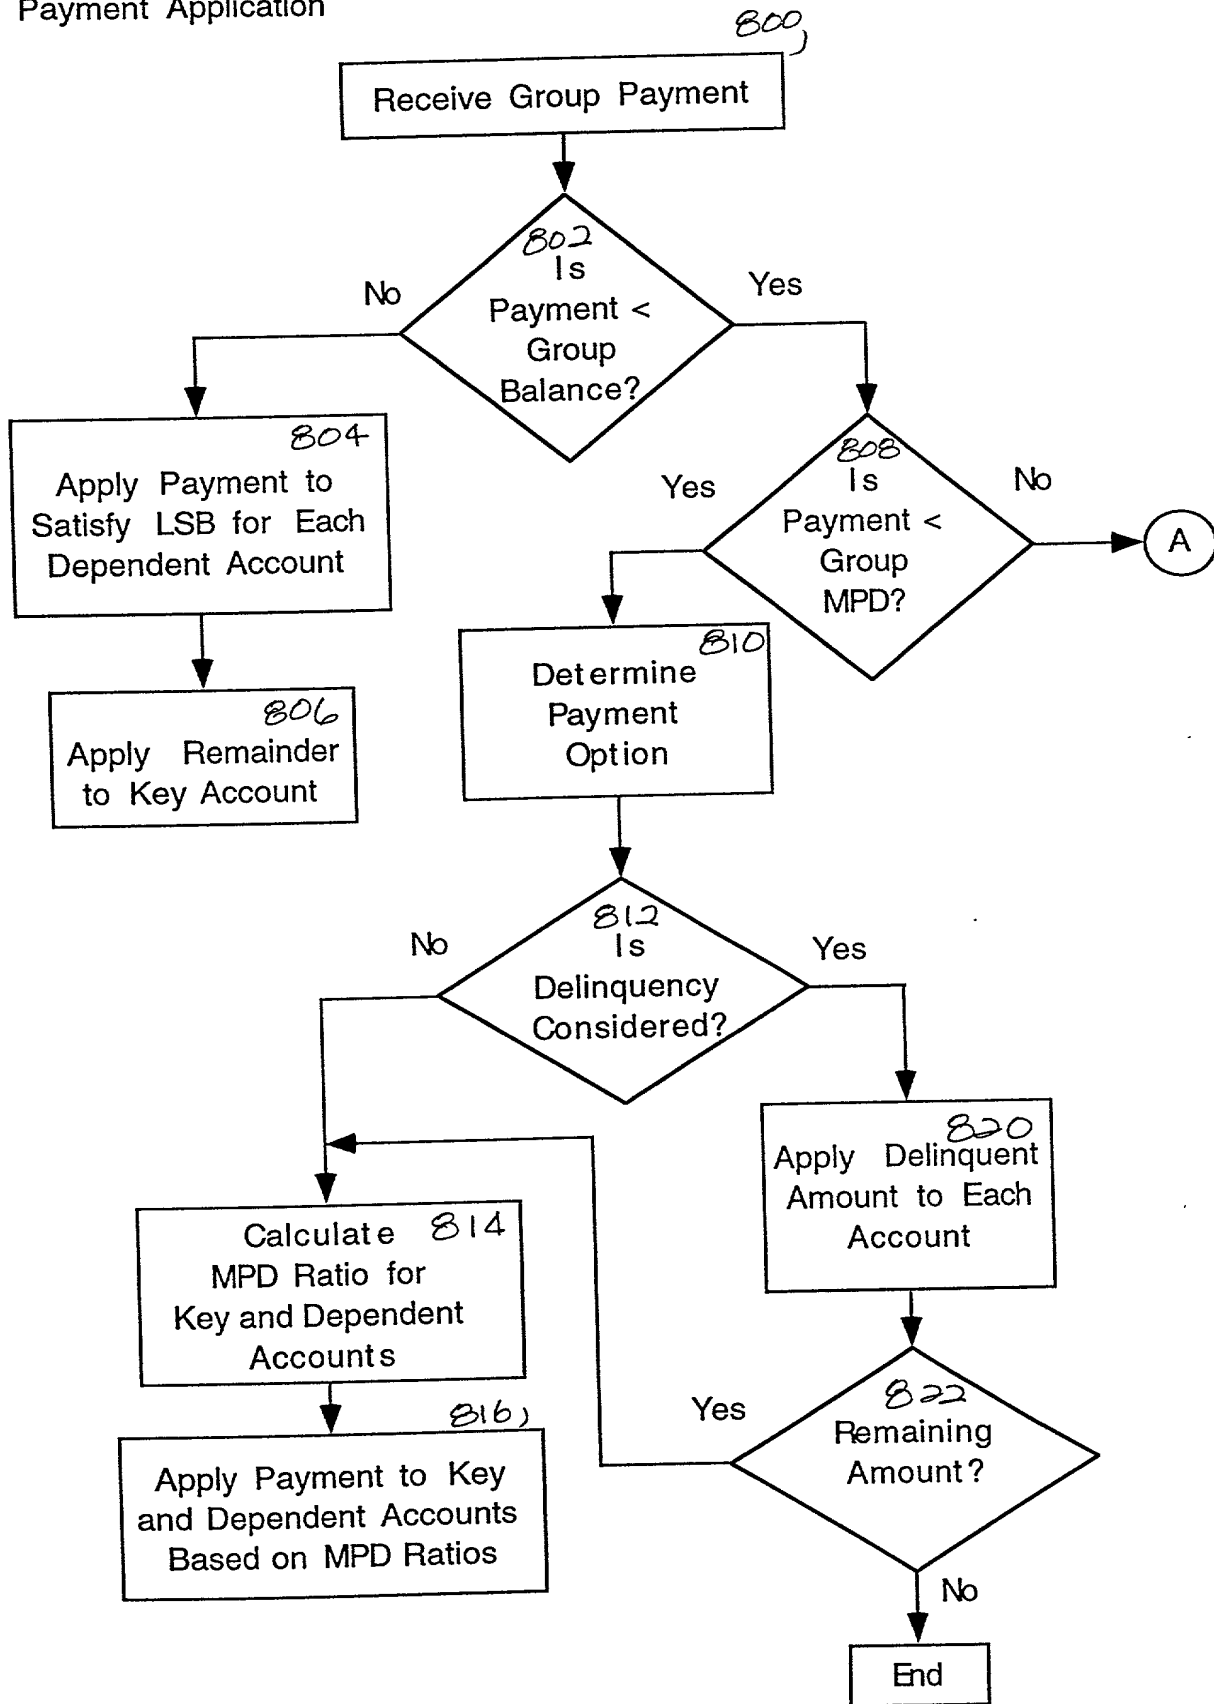 Payment Application
800
Receive Group Payment
802
Is
Payment <
Group
Balance?
No
Yes
804
Apply Payment to
Satisfy LSB for Each
Dependent Account
806
Apply Remainder
to Key Account
808
Is
Payment <
Group
MPD?
Yes
No
A
810
Determine
Payment
Option
812
Is
Delinquency
Considered?
No
Yes
814
Calculate
MPD Ratio for
Key and Dependent
Accounts
816
Apply Payment to Key
and Dependent Accounts
Based on MPD Ratios
820
Apply Delinquent
Amount to Each
Account
822
Remaining
Amount?
Yes
No
End